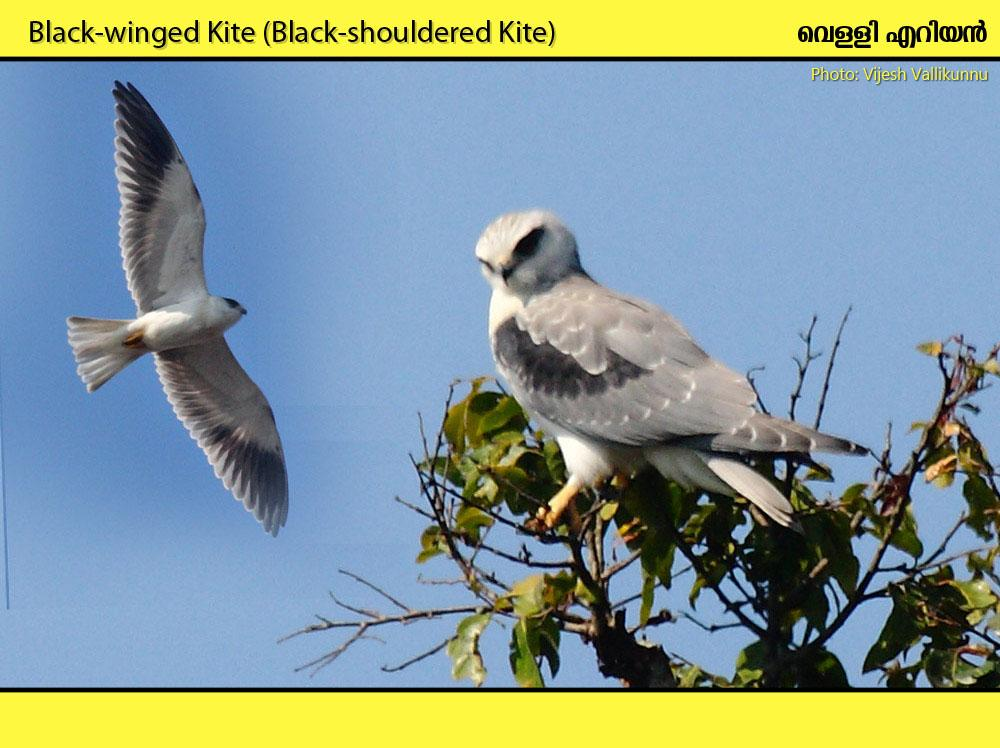 Black-winged Kite (Black-shouldered Kite)
വെള്ളി എറിയൻ
Photo: Vijesh Vallikunnu